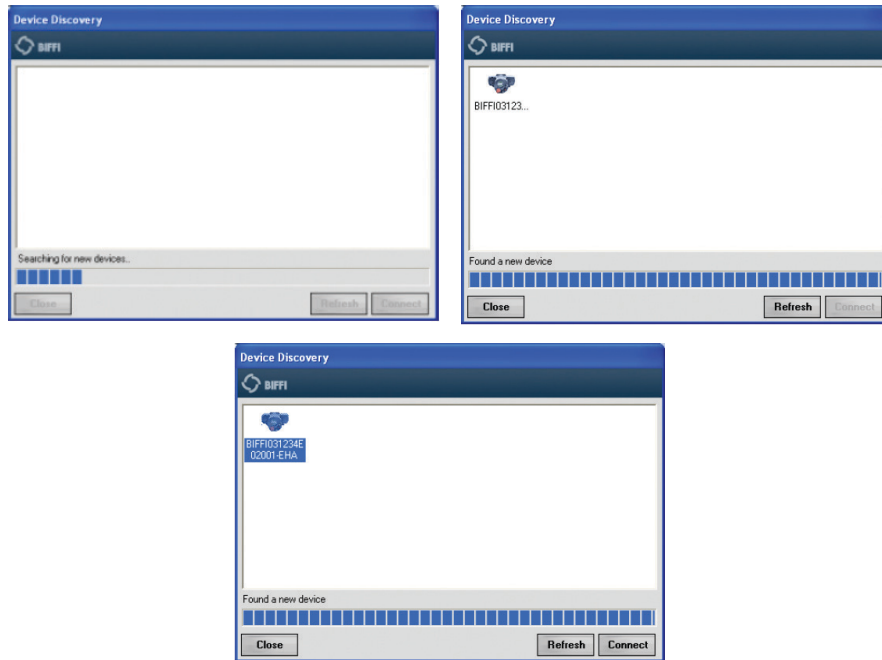 Device Discovery
BIFFI
Searching for new devices..
Close
Refresh Connect
Device Discovery
BIFFI
BIFFI03123...
Found a new device
Close
Refresh Connect
Device Discovery
BIFFI
BIFFI031234E
02001-EHA
Found a new device
Close
Refresh Connect